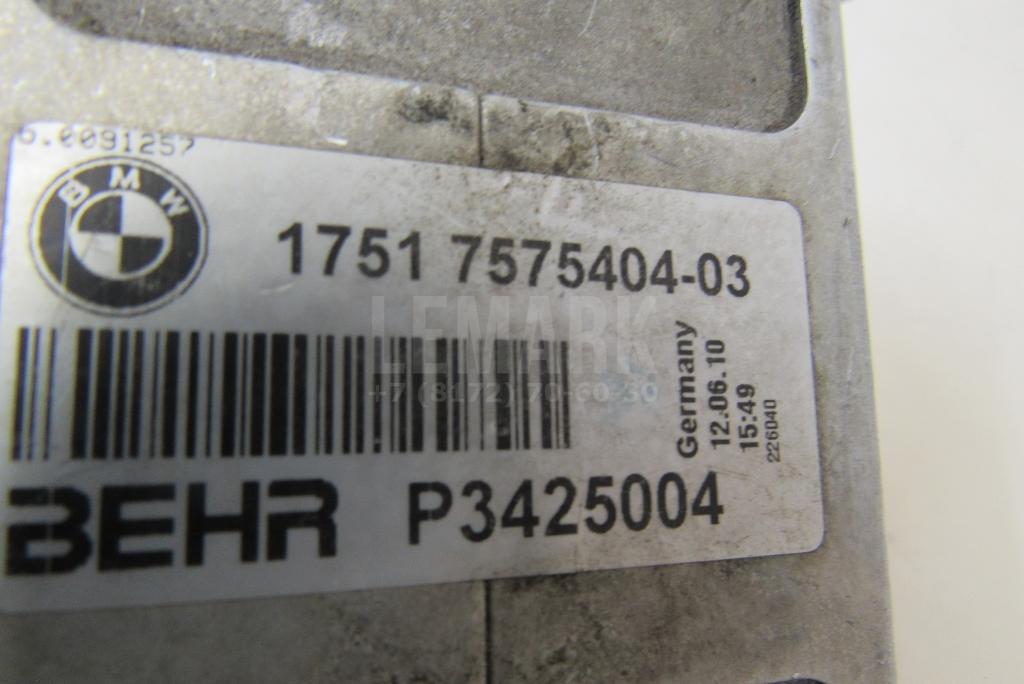 6.0091257
BMW
1751 7575404-03
LEMARK
+7 (8172) 70-60-30
Germany
12.06.10
15:49
226040
BEHR P3425004